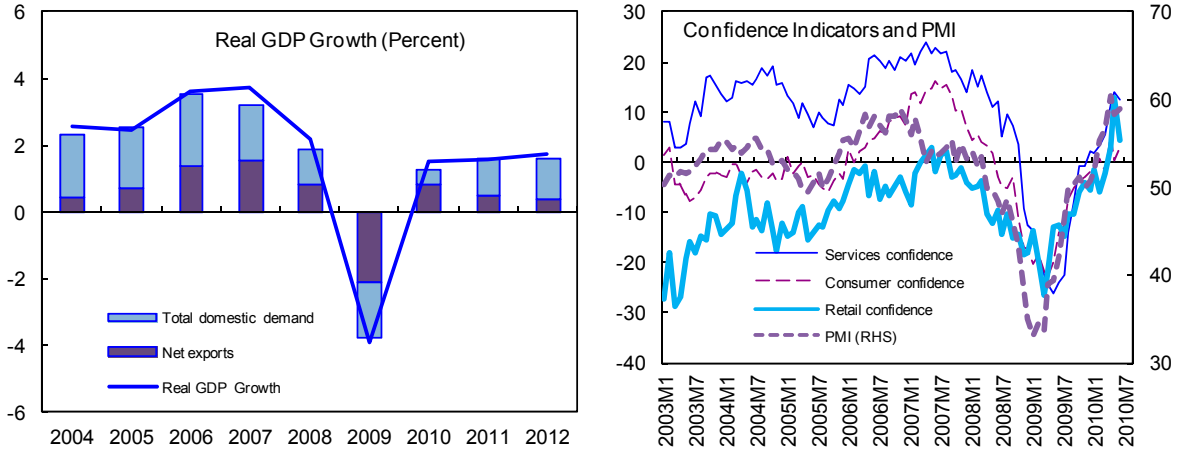 Real GDP Growth (Percent)
6
4
2
0
-2
-4
-6
Total domestic demand
Net exports
Real GDP Growth
2004 2005 2006 2007 2008 2009 2010 2011 2012
Confidence Indicators and PMI
30
20
10
0
-10
-20
-30
-40
70
60
50
40
30
Services confidence
Consumer confidence
Retail confidence
PMI (RHS)
2003M1
2003M7
2004M1
2004M7
2005M1
2005M7
2006M1
2006M7
2007M1
2007M7
2008M1
2008M7
2009M1
2009M7
2010M1
2010M7